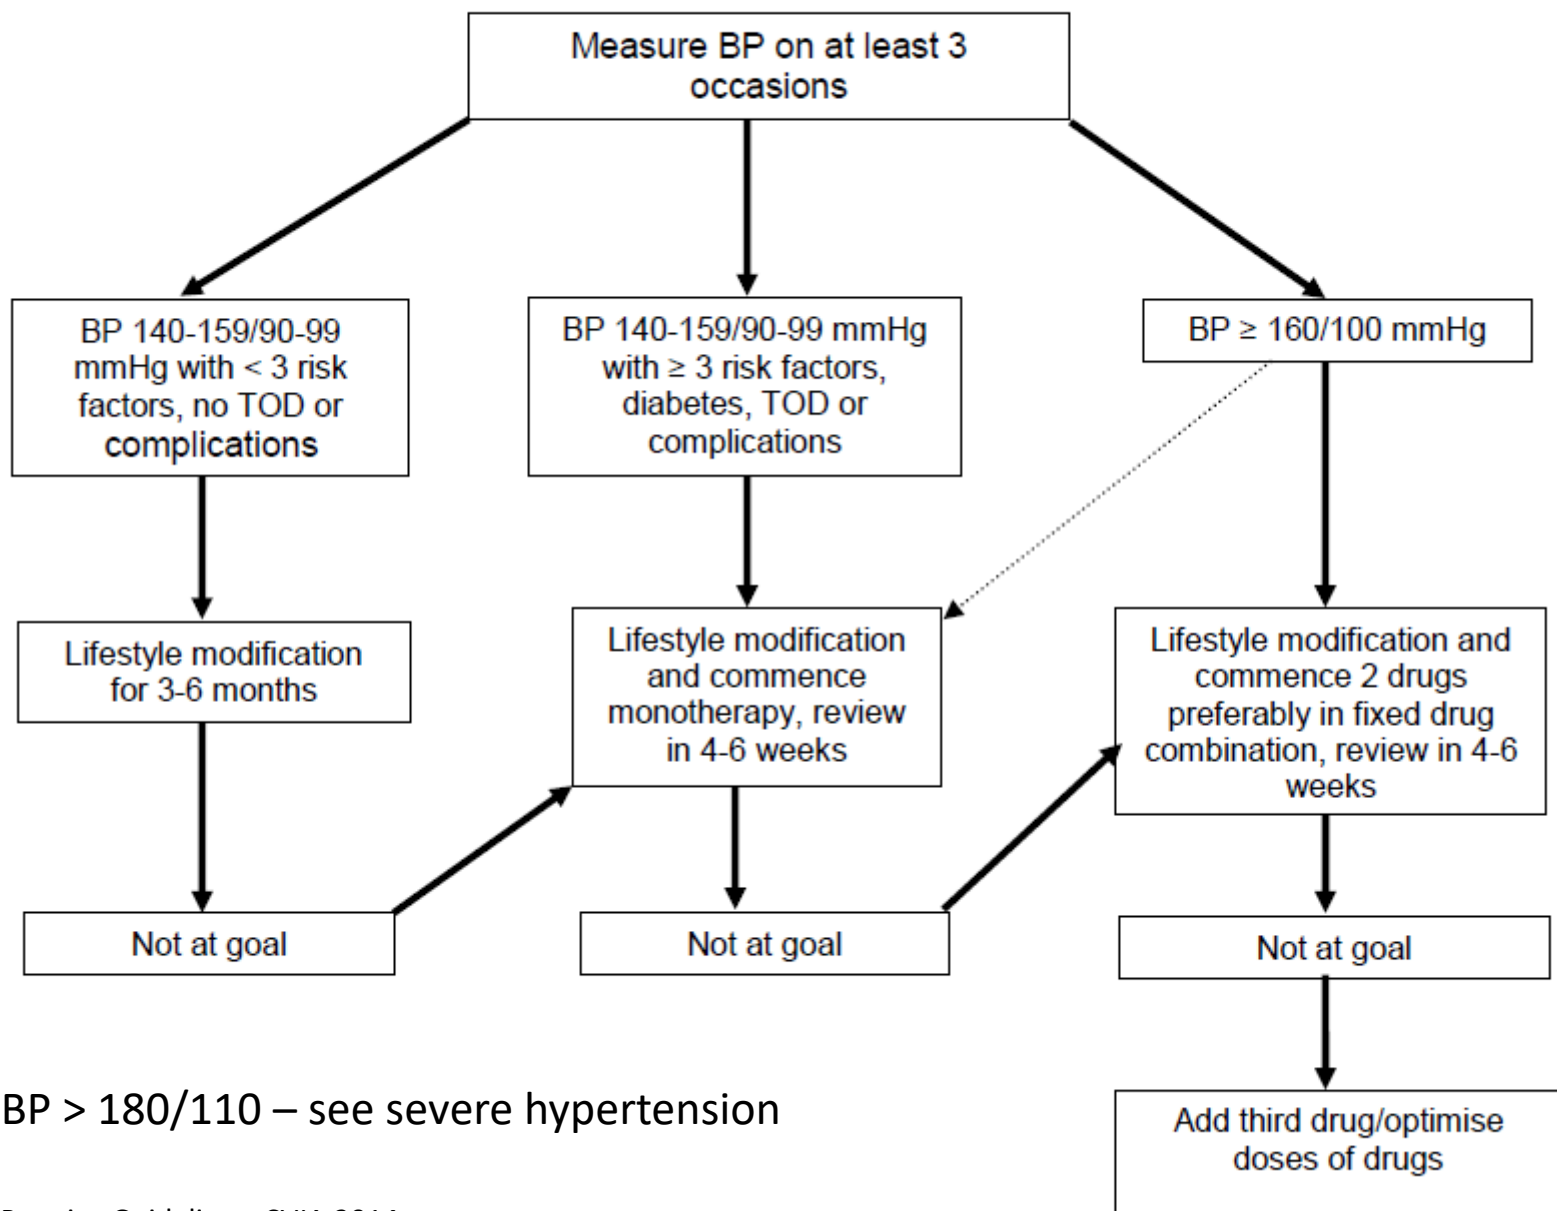 Measure BP on at least 3
occasions
BP 140-159/90-99
mmHg with < 3 risk
factors, no TOD or
complications
BP 140-159/90-99 mmHg
with ≥ 3 risk factors,
diabetes, TOD or
complications
BP ≥ 160/100 mmHg
Lifestyle modification
for 3-6 months
Lifestyle modification
and commence
monotherapy, review
in 4-6 weeks
Lifestyle modification and
commence 2 drugs
preferably in fixed drug
combination, review in 4-6
weeks
Not at goal
Not at goal
Not at goal
BP > 180/110 – see severe hypertension
Add third drug/optimise
doses of drugs